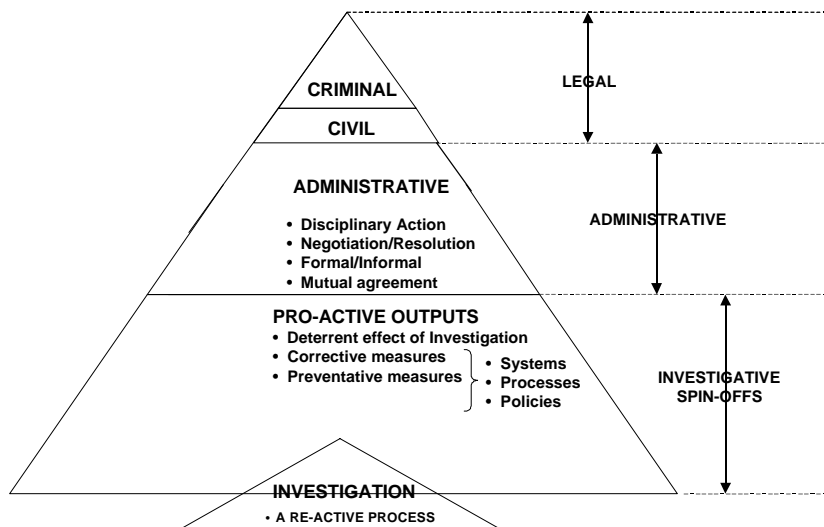 CRIMINAL
LEGAL
CIVIL
ADMINISTRATIVE
• Disciplinary Action
• Negotiation/Resolution
• Formal/Informal
• Mutual agreement
ADMINISTRATIVE
PRO-ACTIVE OUTPUTS
• Deterrent effect of Investigation
• Corrective measures
• Preventative measures
• Systems
• Processes
• Policies
INVESTIGATIVE
SPIN-OFFS
INVESTIGATION
• A RE-ACTIVE PROCESS